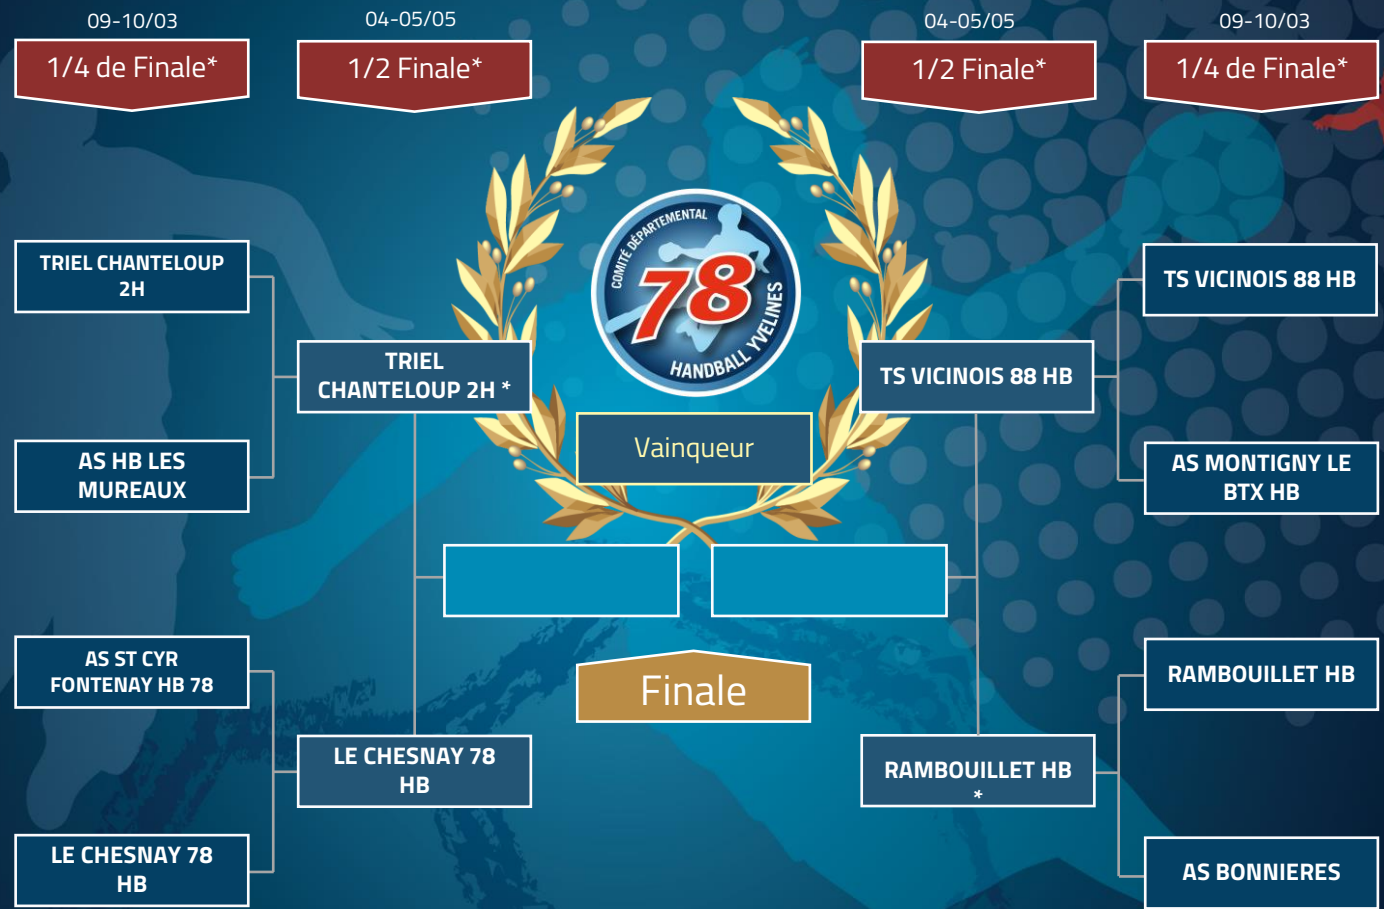 09-10/03
04-05/05
04-05/05
09-10/03
1/4 de Finale*
1/2 Finale*
1/2 Finale*
1/4 de Finale*
COMITÉ DÉPARTEMENTAL
78
HANDBALL YVELINES
TRIEL CHANTELOUP
2H
TS VICINOIS 88 HB
TRIEL
CHANTELOUP 2H *
TS VICINOIS 88 HB
Vainqueur
AS HB LES
MUREAUX
AS MONTIGNY LE
BTX HB
AS ST CYR
FONTENAY HB 78
RAMBOUILLET HB
Finale
LE CHESNAY 78
HB
RAMBOUILLET HB
*
LE CHESNAY 78
HB
AS BONNIERES